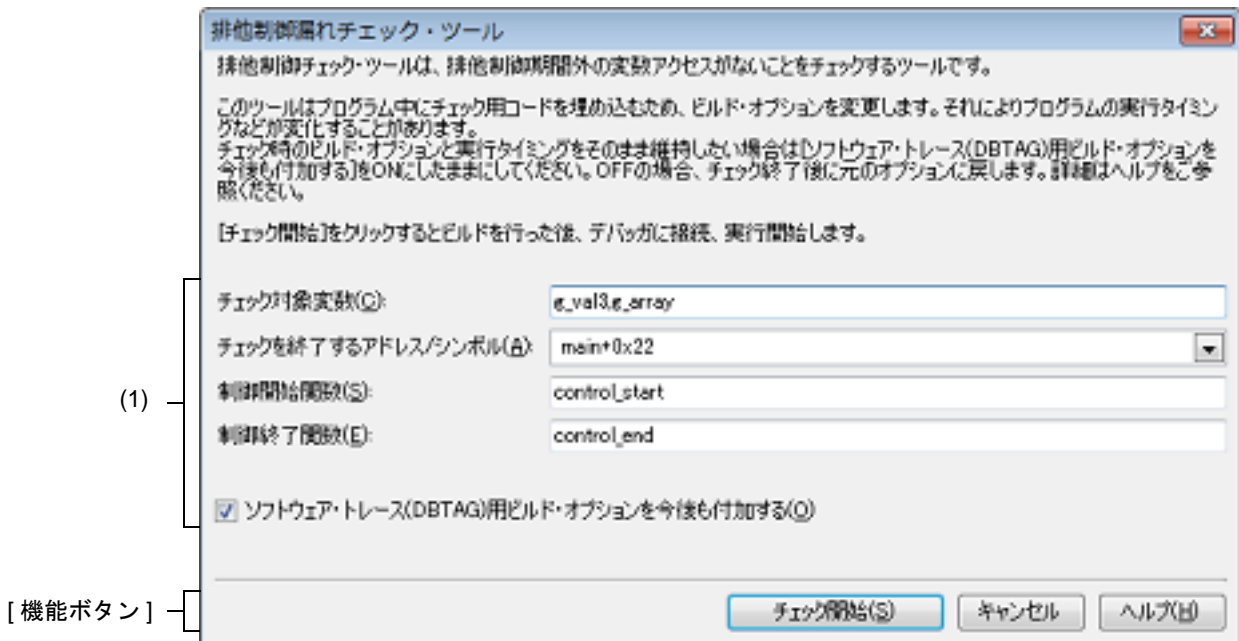 排他制御漏れチェック・ツール
排他制御チェック・ツールは、排他制御期間外の変数アクセスがないことをチェックするツールです。
このツールはプログラム中にチェック用コードを埋め込むため、ビルド・オプションを変更します。それによりプログラムの実行タイミン
グなどが変化することがあります。
チェック時のビルド・オプションと実行タイミングをそのまま維持したい場合は[ソフトウェア・トレース(DBTAG)用ビルド・オプションを
今後も付加する]をONにしたままにしてください。OFFの場合、チェック終了後に元のオプションに戻します。詳細はヘルプをご参
照ください。
[チェック開始]をクリックするとビルドを行った後、デバッガに接続、実行開始します。
(1)
チェック対象変数(C):
g_val3,g_array
チェックを終了するアドレス/シンボル(A):
main+0x22
制御開始関数(S):
control_start
制御終了関数(E):
control_end
ソフトウェア・トレース(DBTAG)用ビルド・オプションを今後も付加する(O)
[ 機能ボタン ]
チェック開始(S)
キャンセル
ヘルプ(H)